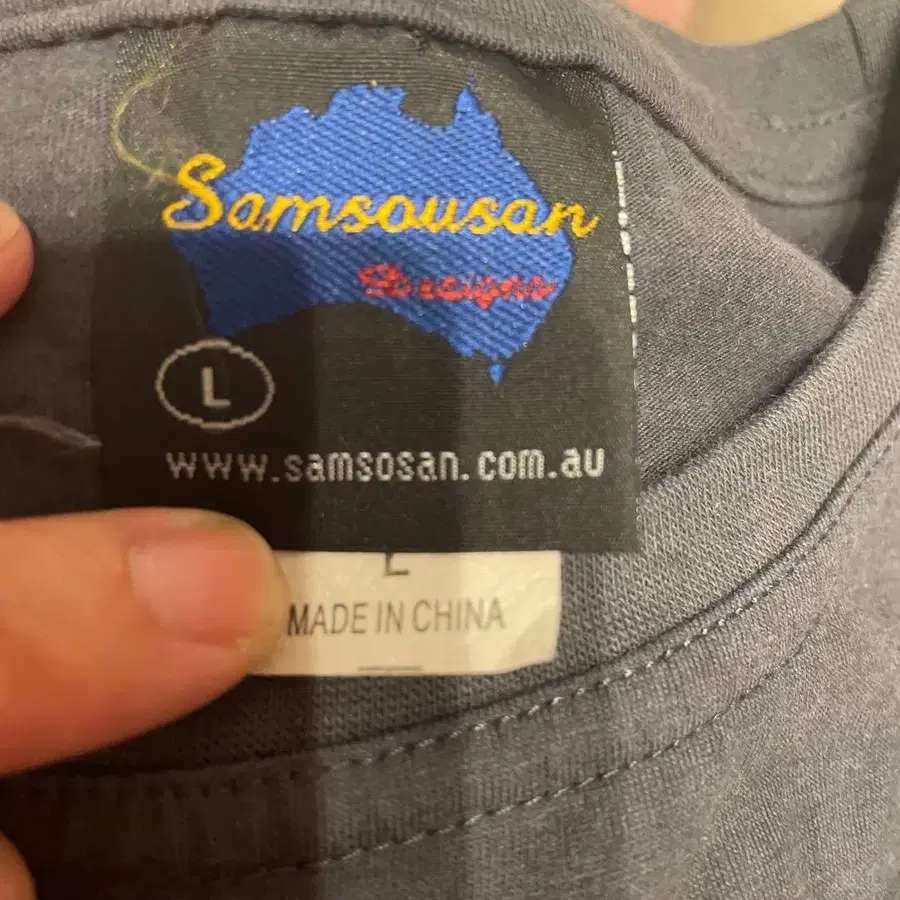 Samsousan
Designs
L
www.samsosan.com.au
L
MADE IN CHINA